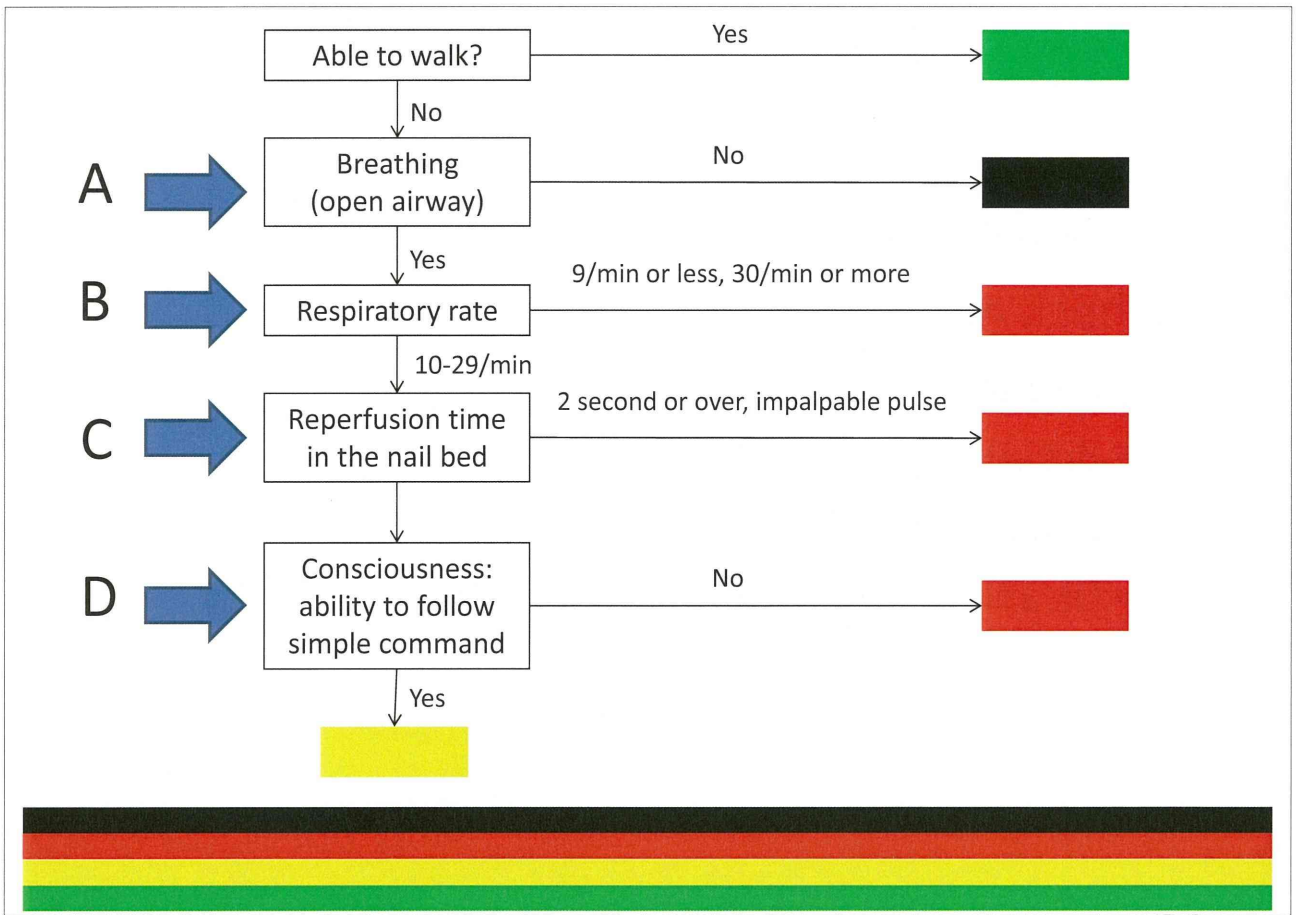 Able to walk?
Yes
No
A
Breathing
(open airway)
No
Yes
B
Respiratory rate
9/min or less, 30/min or more
10-29/min
C
Reperfusion time
in the nail bed
2 second or over, impalpable pulse
D
Consciousness:
ability to follow
simple command
No
Yes